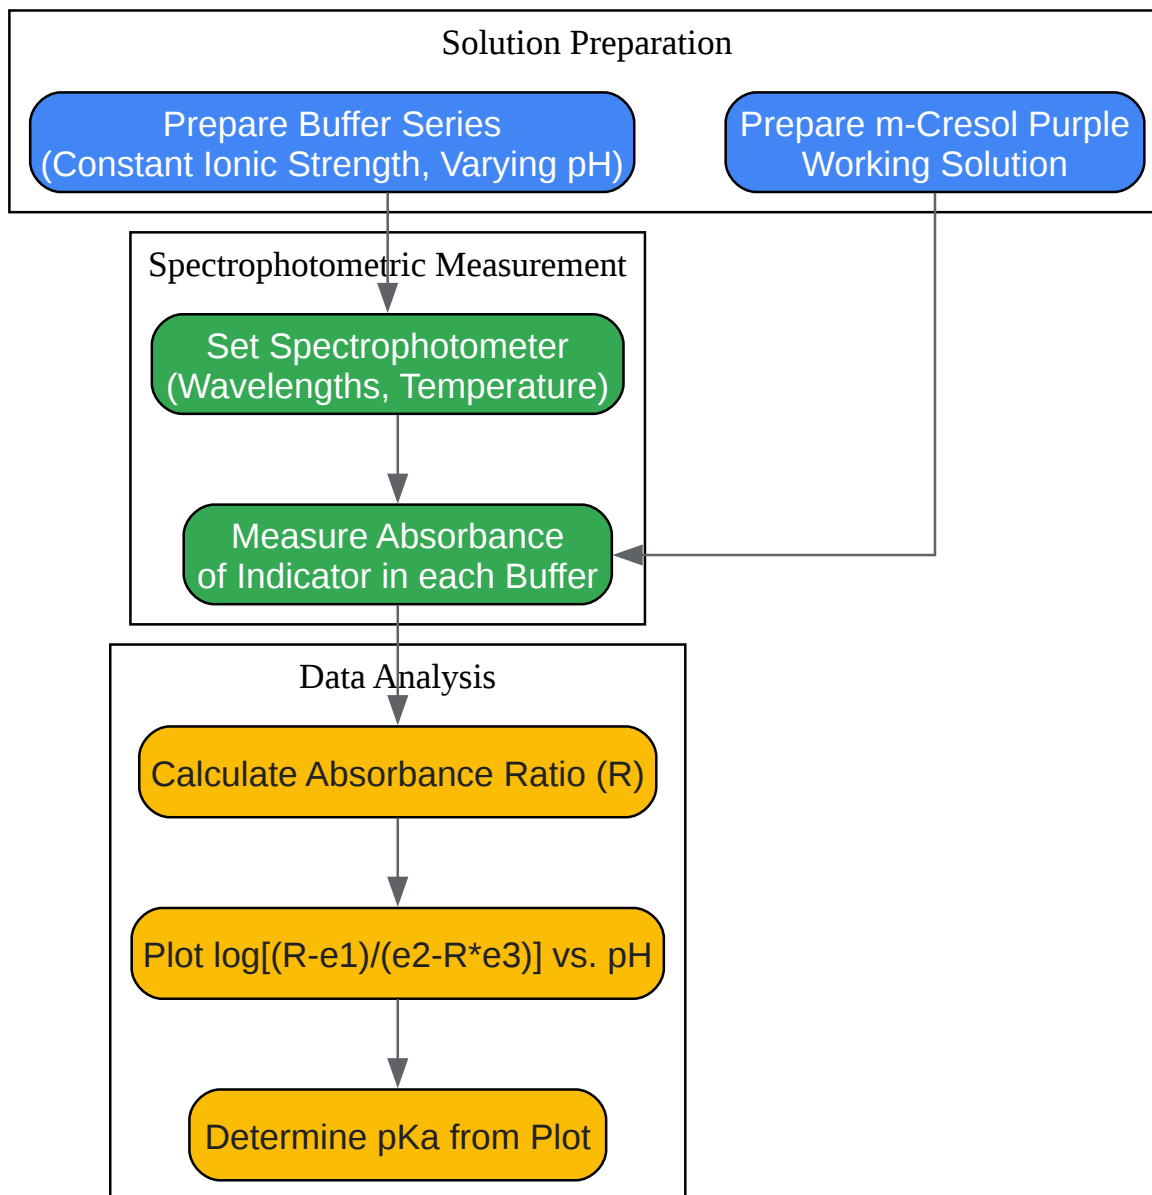 Solution Preparation
Prepare Buffer Series
(Constant Ionic Strength, Varying pH)
Prepare m-Cresol Purple
Working Solution
Spectrophotometric Measurement
Set Spectrophotometer
(Wavelengths, Temperature)
Measure Absorbance
of Indicator in each Buffer
Data Analysis
Calculate Absorbance Ratio (R)
Plot log[(R-e1)/(e2-R*e3)] vs. pH
Determine pKa from Plot